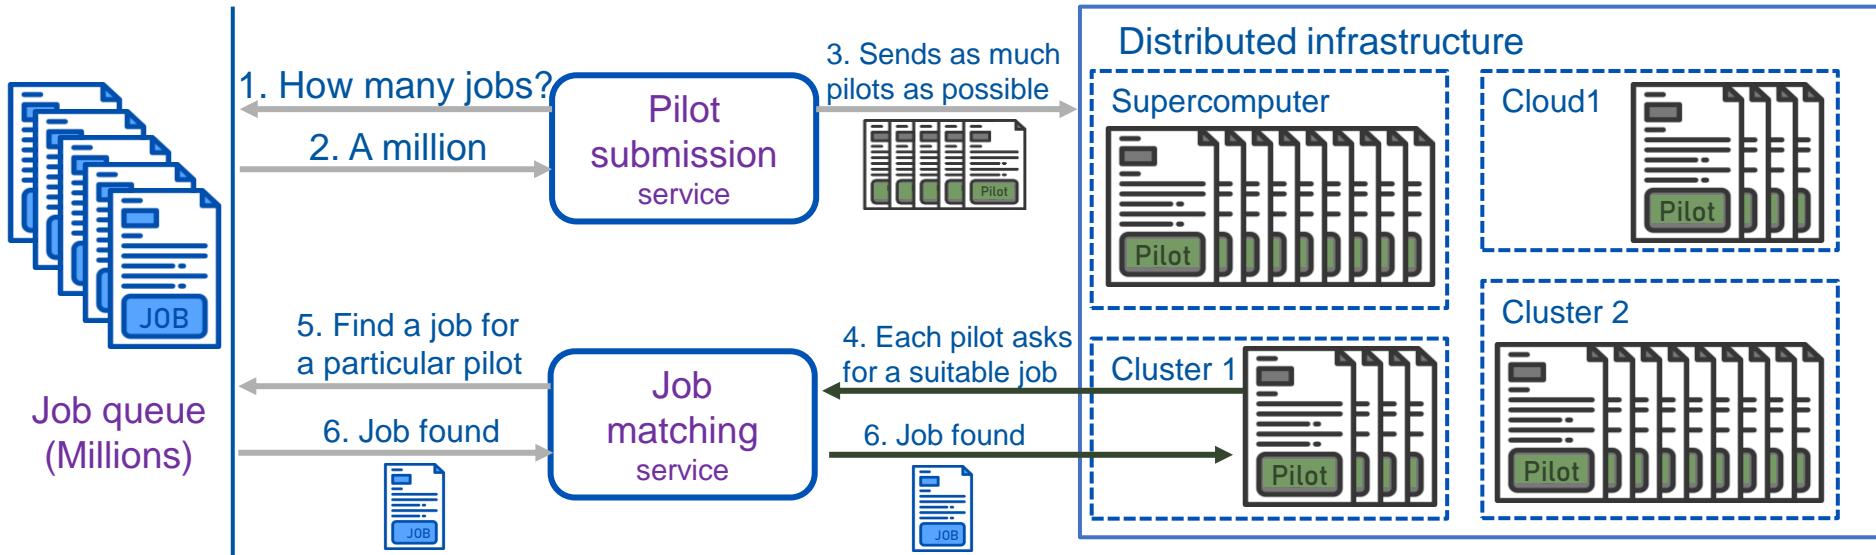 1. How many jobs?
2. A million
Pilot
submission
service
3. Sends as much
pilots as possible
Pilot
Distributed infrastructure
Supercomputer
Pilot
Cloud1
Pilot
JOB
Job queue
(Millions)
5. Find a job for
a particular pilot
6. Job found
JOB
Job
matching
service
4. Each pilot asks
for a suitable job
6. Job found
JOB
Cluster 1
Pilot
Cluster 2
Pilot